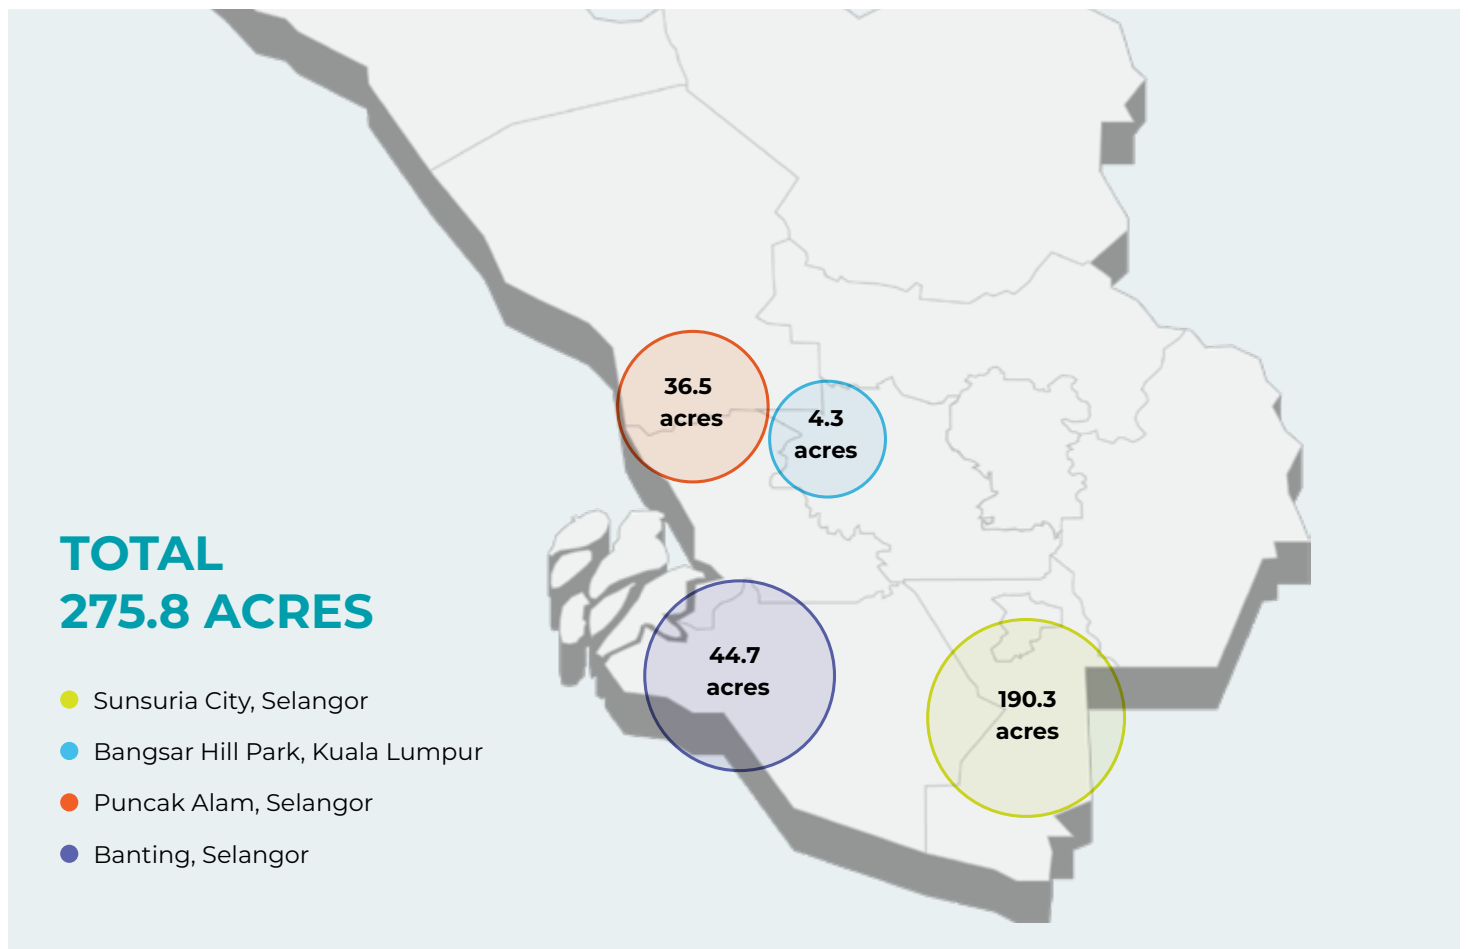 36.5
acres
4.3
acres
TOTAL
275.8 ACRES
44.7
acres
190.3
acres
Sunsuria City, Selangor
Bangsar Hill Park, Kuala Lumpur
Puncak Alam, Selangor
Banting, Selangor